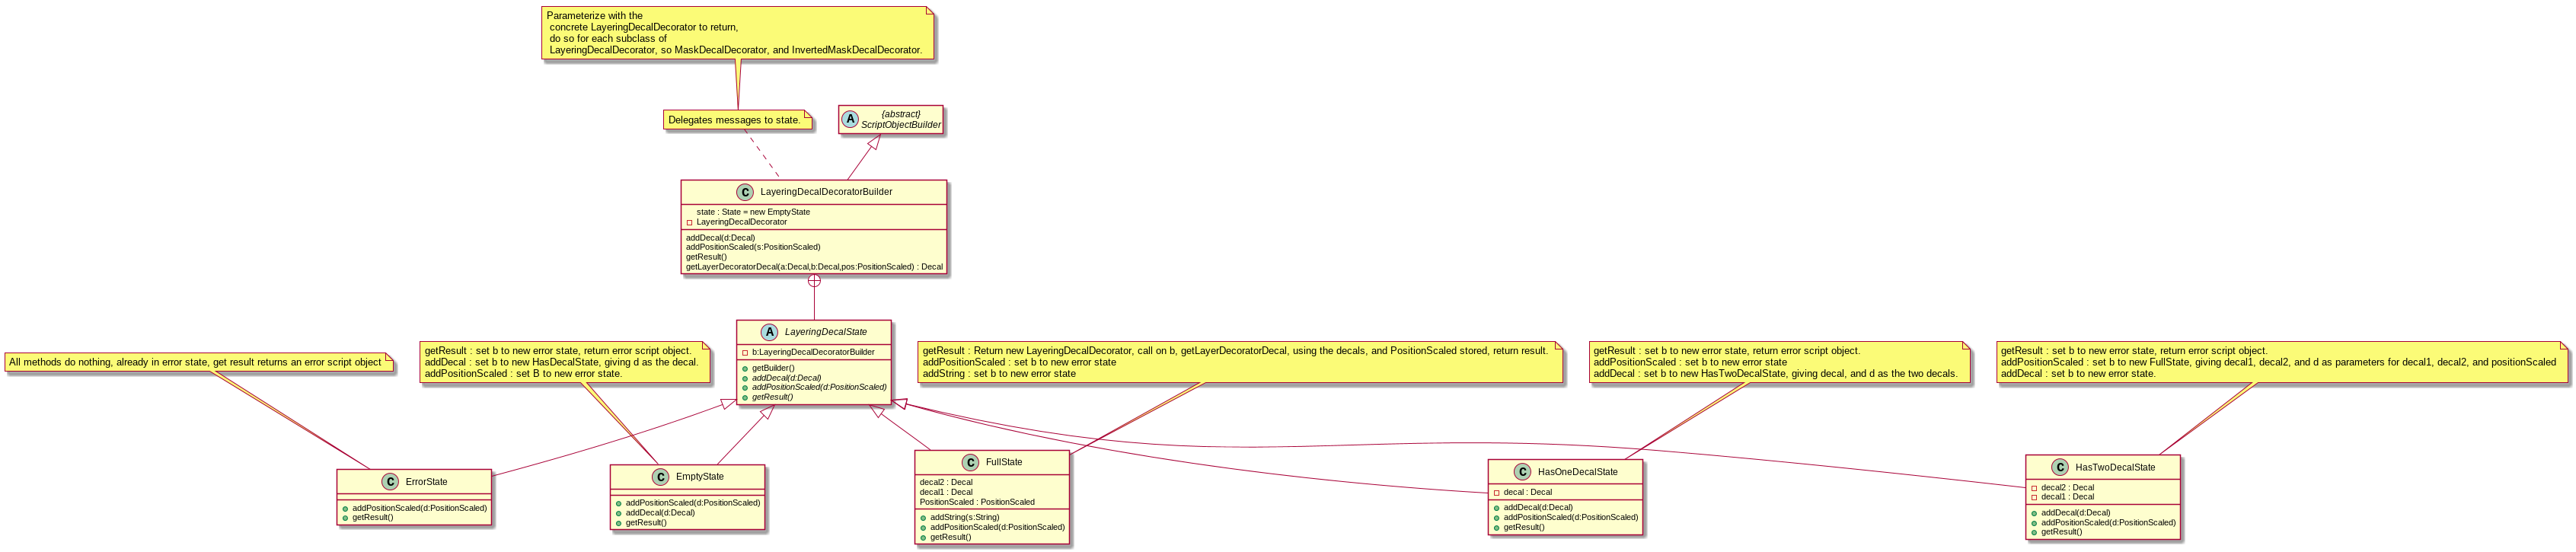 Parameterize with the
concrete LayeringDecalDecorator to return,
do so for each subclass of
LayeringDecalDecorator, so MaskDecalDecorator, and InvertedMaskDecalDecorator.
Delegates messages to state.
A
{abstract}
ScriptObjectBuilder
C LayeringDecalDecoratorBuilder
state : State = new EmptyState
LayeringDecalDecorator
addDecal(d:Decal)
addPositionScaled(s:PositionScaled)
getResult()
getLayerDecoratorDecal(a:Decal,b:Decal,pos:PositionScaled) : Decal
A LayeringDecalState
b:LayeringDecalDecoratorBuilder
getBuilder()
addDecal(d:Decal)
addPositionScaled(d:PositionScaled)
getResult()
All methods do nothing, already in error state, get result returns an error script object
getResult : set b to new error state, return error script object.
addDecal : set b to new HasDecalState, giving d as the decal.
addPositionScaled : set B to new error state.
getResult : Return new LayeringDecalDecorator, call on b, getLayerDecoratorDecal, using the decals, and PositionScaled stored, return result.
addPositionScaled : set b to new error state
addString : set b to new error state
getResult : set b to new error state, return error script object.
addPositionScaled : set b to new error state
addDecal : set b to new HasTwoDecalState, giving decal, and d as the two decals.
getResult : set b to new error state, return error script object.
addPositionScaled : set b to new FullState, giving decal1, decal2, and d as parameters for decal1, decal2, and positionScaled
addDecal : set b to new error state.
C ErrorState
addPositionScaled(d:PositionScaled)
getResult()
C EmptyState
addPositionScaled(d:PositionScaled)
addDecal(d:Decal)
getResult()
C FullState
decal2 : Decal
decal1 : Decal
PositionScaled : PositionScaled
addString(s:String)
addPositionScaled(d:PositionScaled)
getResult()
C HasOneDecalState
decal : Decal
addDecal(d:Decal)
addPositionScaled(d:PositionScaled)
getResult()
C HasTwoDecalState
decal2 : Decal
decal1 : Decal
addDecal(d:Decal)
addPositionScaled(d:PositionScaled)
getResult()